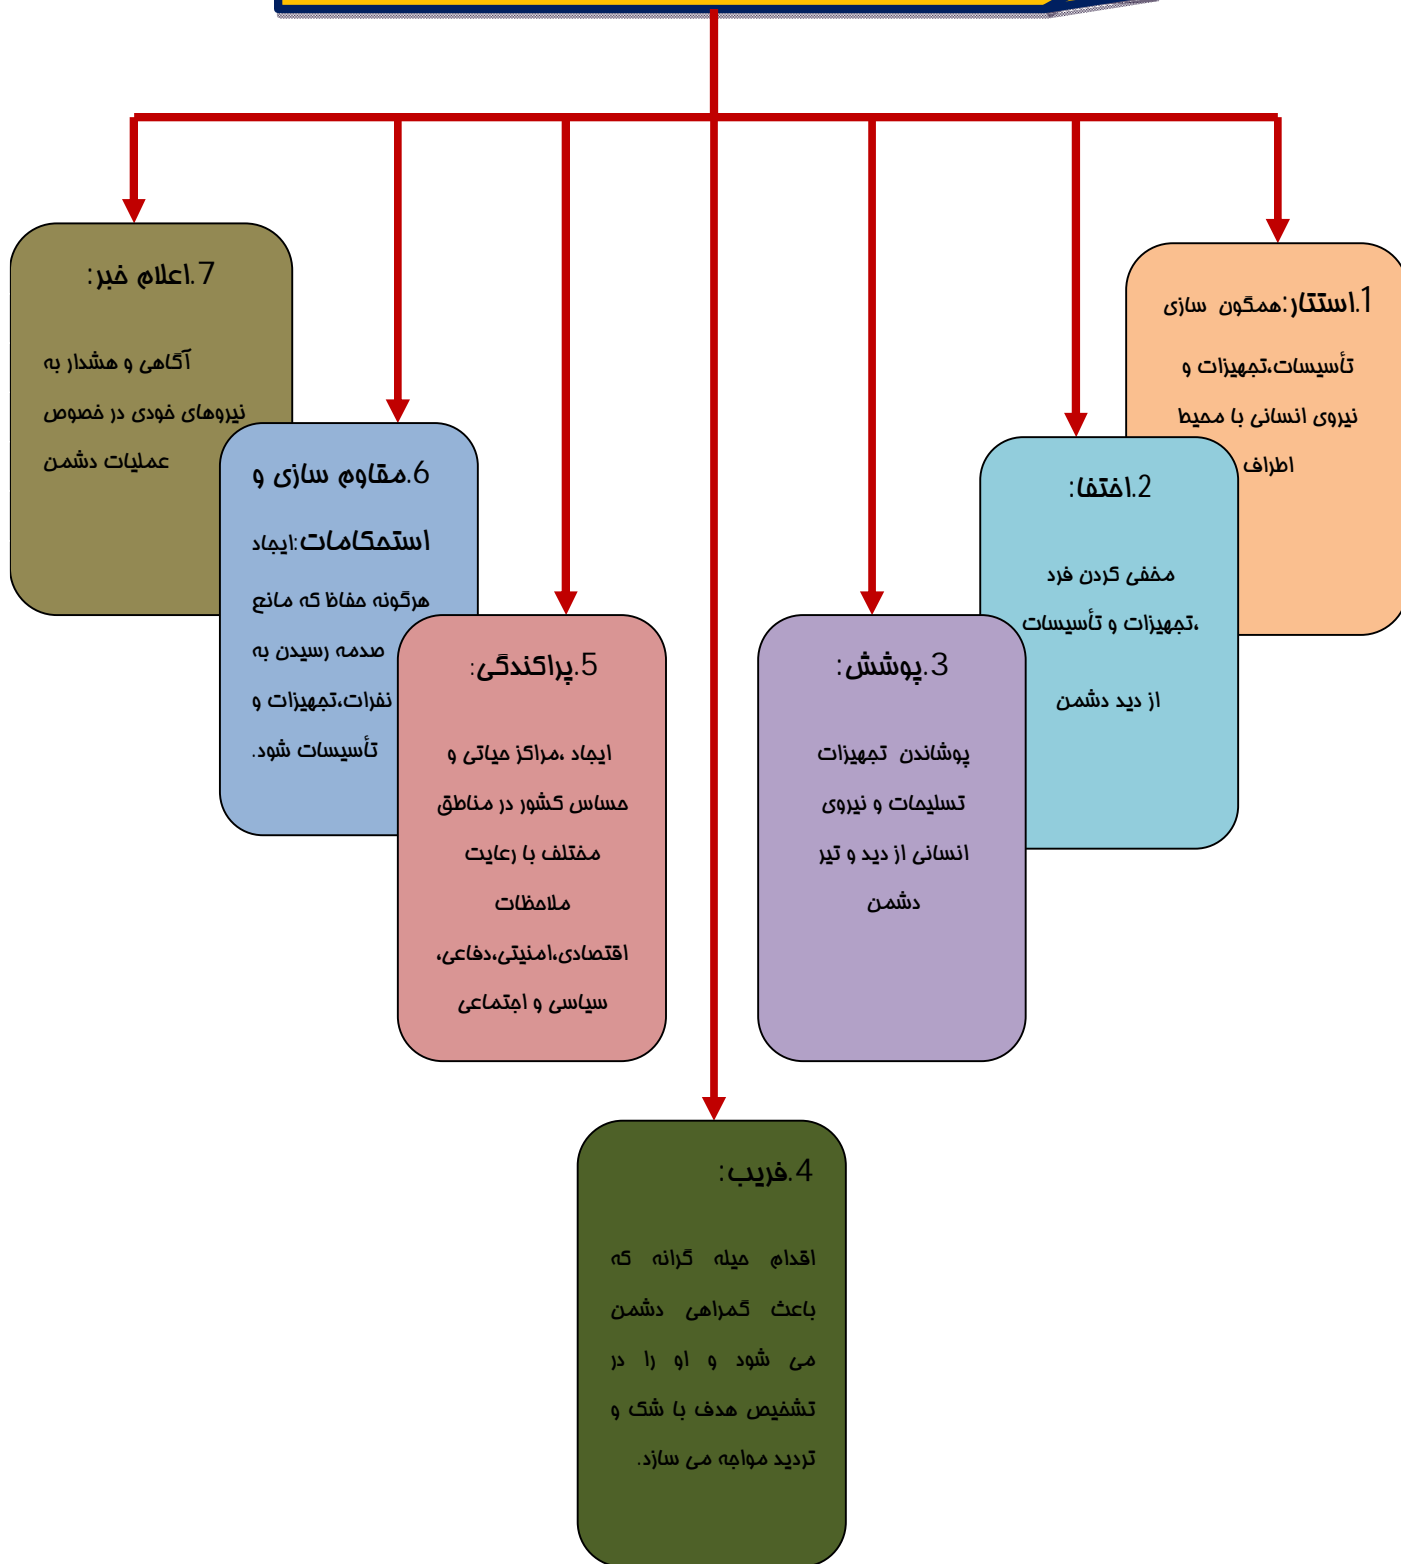 1.استتار:همگون سازی
تأسیسات،تجهیزات و
نیروی انسانی با محیط
اطراف
2.اختفا:
مخفی کردن فرد
،تجهیزات و تأسیسات
از دید دشمن
3.پوشش:
پوشاندن تجهیزات
تسلیحات و نیروی
انسانی از دید و تیر
دشمن
4.فریب:
اقدام حیله گرانه که
باعث گمراهی دشمن
می شود و او را در
تشخیص هدف با شک و
تردید مواجه می سازد.
5.پراکندگی:
ایجاد ،مراکز حیاتی و
حساس کشور در مناطق
مختلف با رعایت
ملاحظات
اقتصادی،امنیتی،دفاعی،
سیاسی و اجتماعی
6.مقاوم سازی و
استحکامات:ایجاد
هرگونه حفاظ که مانع
صدمه رسیدن به
نفرات،تجهیزات و
تأسیسات شود.
7.اعلام خبر:
آگاهی و هشدار به
نیروهای خودی در خصوص
عملیات دشمن